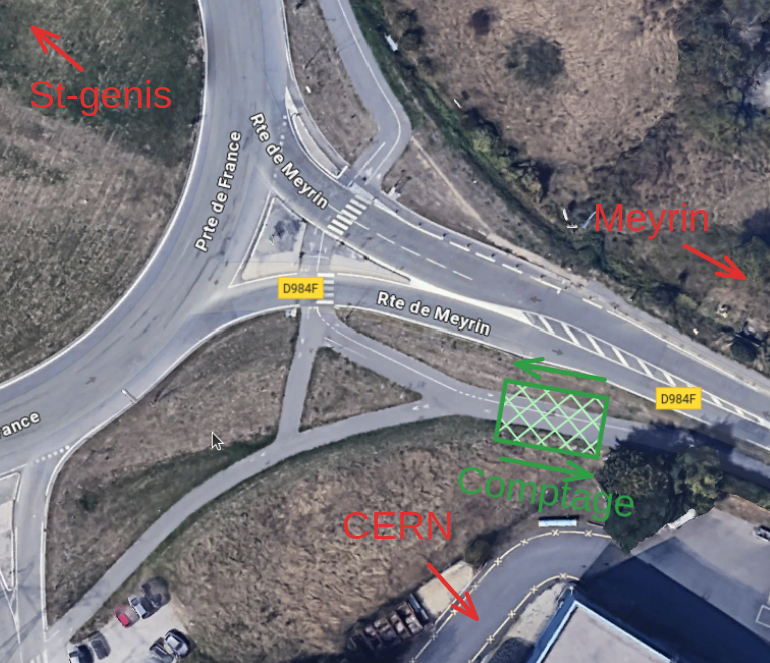 St-genis
Prte de France
Rte de Meyrin
Meyrin
D984F
Rte de Meyrin
D984F
ance
Comptage
CERN